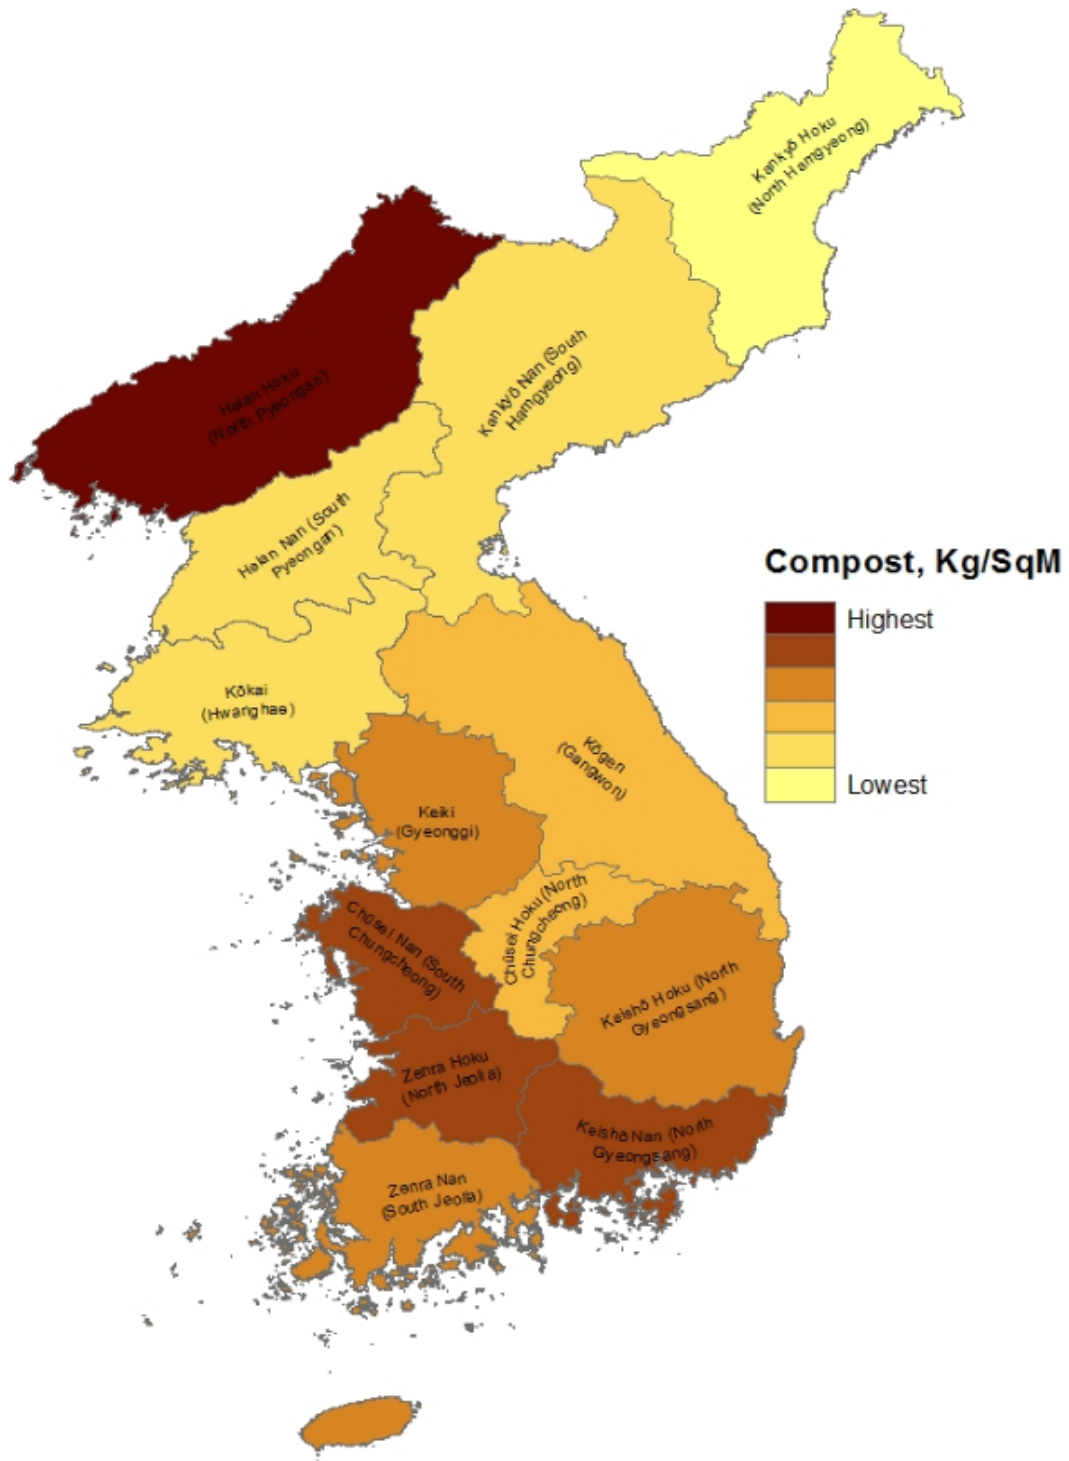 Kankyō Hoku
(North Hamgyeong)
Heian Hoku
(North Pyeongan)
Kankyō Nan (South
Hamgyeong)
Heian Nan (South
Pyeongan)
Compost, Kg/SqM
Highest
Lowest
Kōkai
(Hwanghae)
Kōgen
(Gangwon)
Keiki
(Gyeonggi)
Chūsei Hoku (North
Chungcheong)
Chūsei Nan (South
Chungcheong)
Keishō Hoku (North
Gyeongsang)
Zenra Hoku
(North Jeolla)
Keishō Nan (North
Gyeongsang)
Zenra Nan
(South Jeolla)